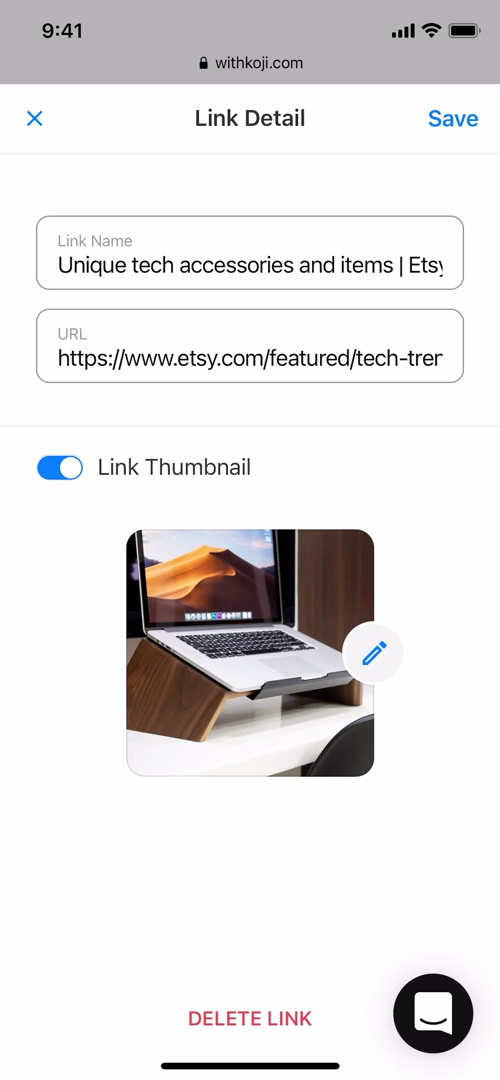 9:41
withkoji.com
Link Detail
Save
Link Name
Unique tech accessories and items | Etsy
URL
https://www.etsy.com/featured/tech-tren
Link Thumbnail
DELETE LINK